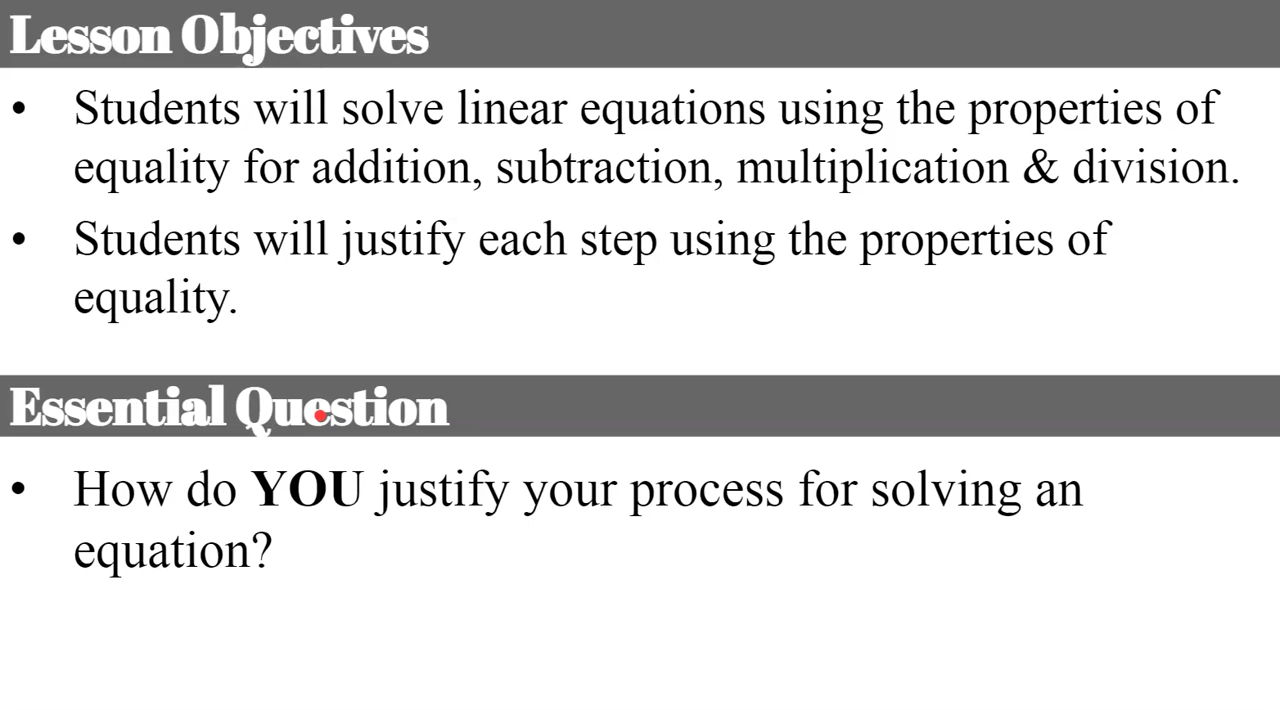 Lesson Objectives
• Students will solve linear equations using the properties of
equality for addition, subtraction, multiplication & division.
• Students will justify each step using the properties of
equality.
Essential Question
• How do YOU justify your process for solving an
equation?